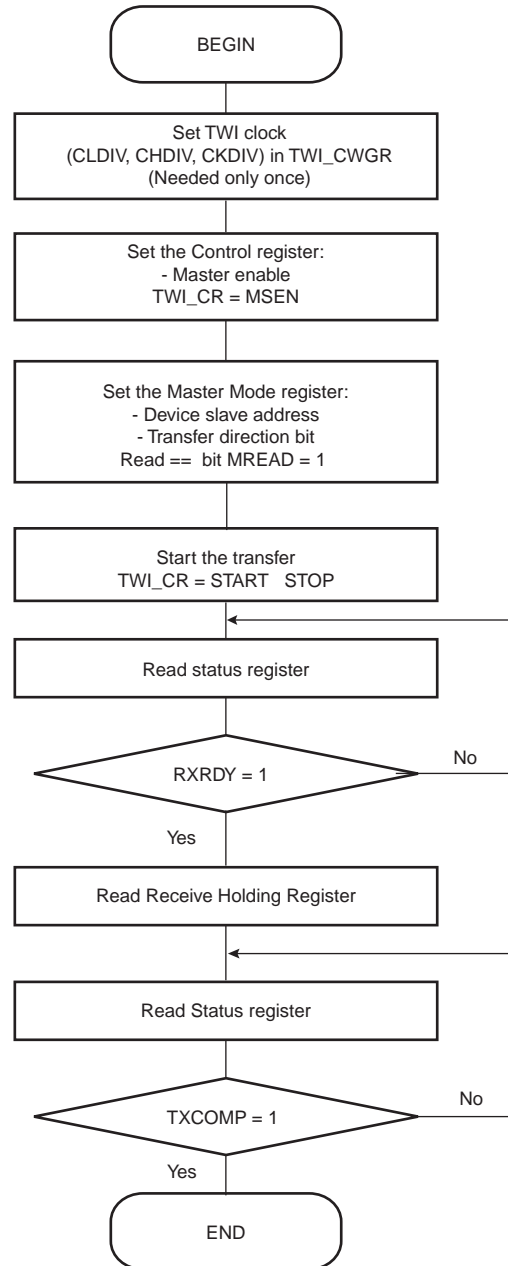 BEGIN
Set TWI clock
(CLDIV, CHDIV, CKDIV) in TWI_CWGR
(Needed only once)
Set the Control register:
- Master enable
TWI_CR = MSEN
Set the Master Mode register:
- Device slave address
- Transfer direction bit
Read ==  bit MREAD = 1
Start the transfer
TWI_CR = START   STOP
Read status register
RXRDY = 1
No
Yes
Read Receive Holding Register
Read Status register
TXCOMP = 1
No
Yes
END